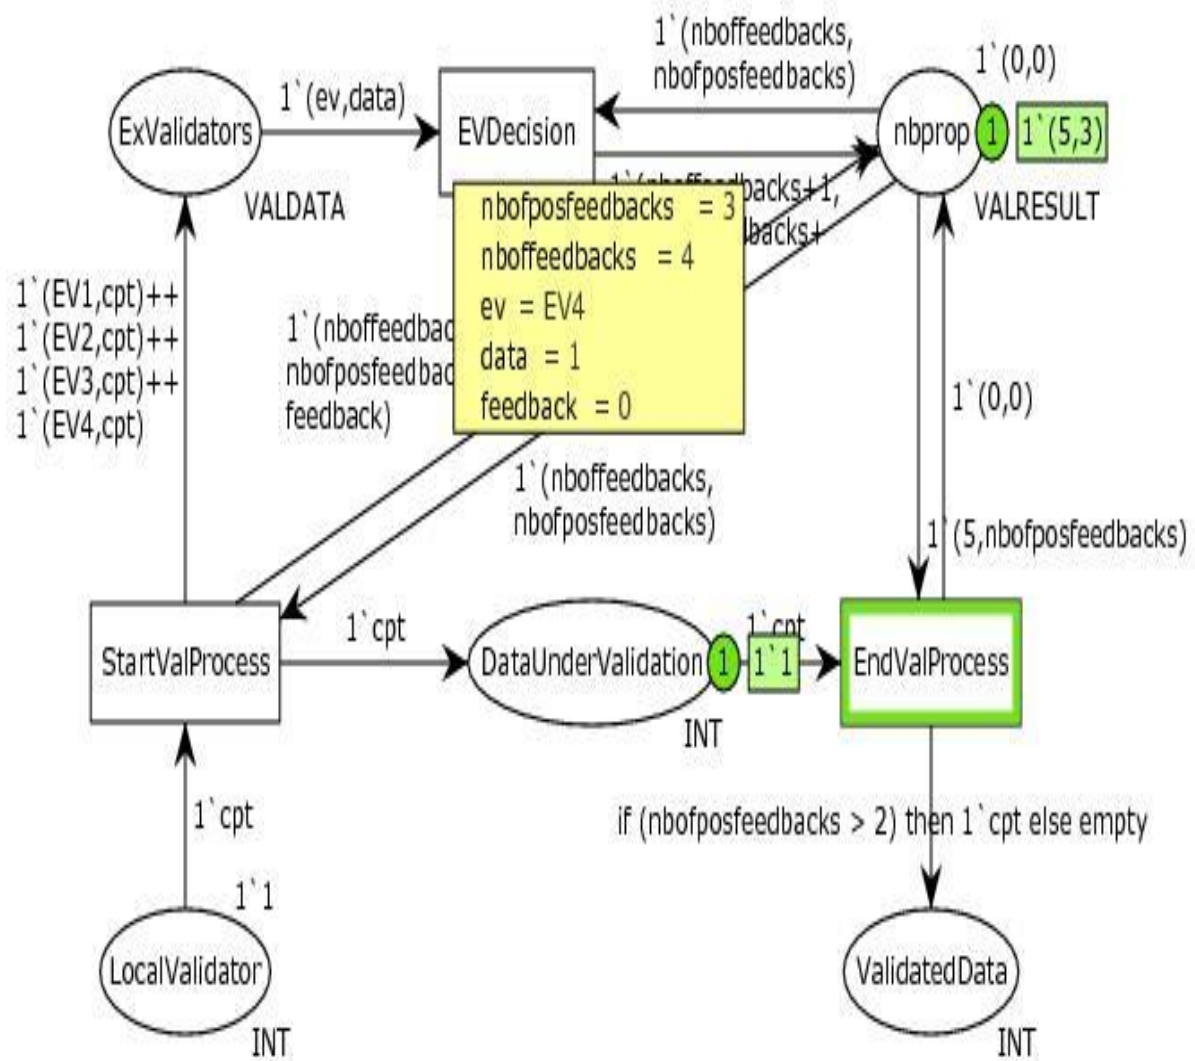 1`(nboffeedbacks,
nbofposfeedbacks)
1`(0,0)
ExValidators
1`(ev,data)
EVDecision
nbprop
1
1`(5,3)
VALDATA
VALRESULT
backs+1,
backs+
nbofposfeedbacks = 3
nboffeedbacks = 4
ev = EV4
data = 1
feedback = 0
1`(EV1,cpt)++
1`(EV2,cpt)++
1`(EV3,cpt)++
1`(EV4,cpt)
1`(nboffeedbac
nbofposfeedbac
feedback)
1`(0,0)
1`(nboffeedbacks,
nbofposfeedbacks)
1`(5,nbofposfeedbacks)
StartValProcess
1`cpt
DataUnderValidation
1
1`1
1`cpt
EndValProcess
INT
1`cpt
if (nbofposfeedbacks > 2) then 1`cpt else empty
1`1
LocalValidator
INT
ValidatedData
INT